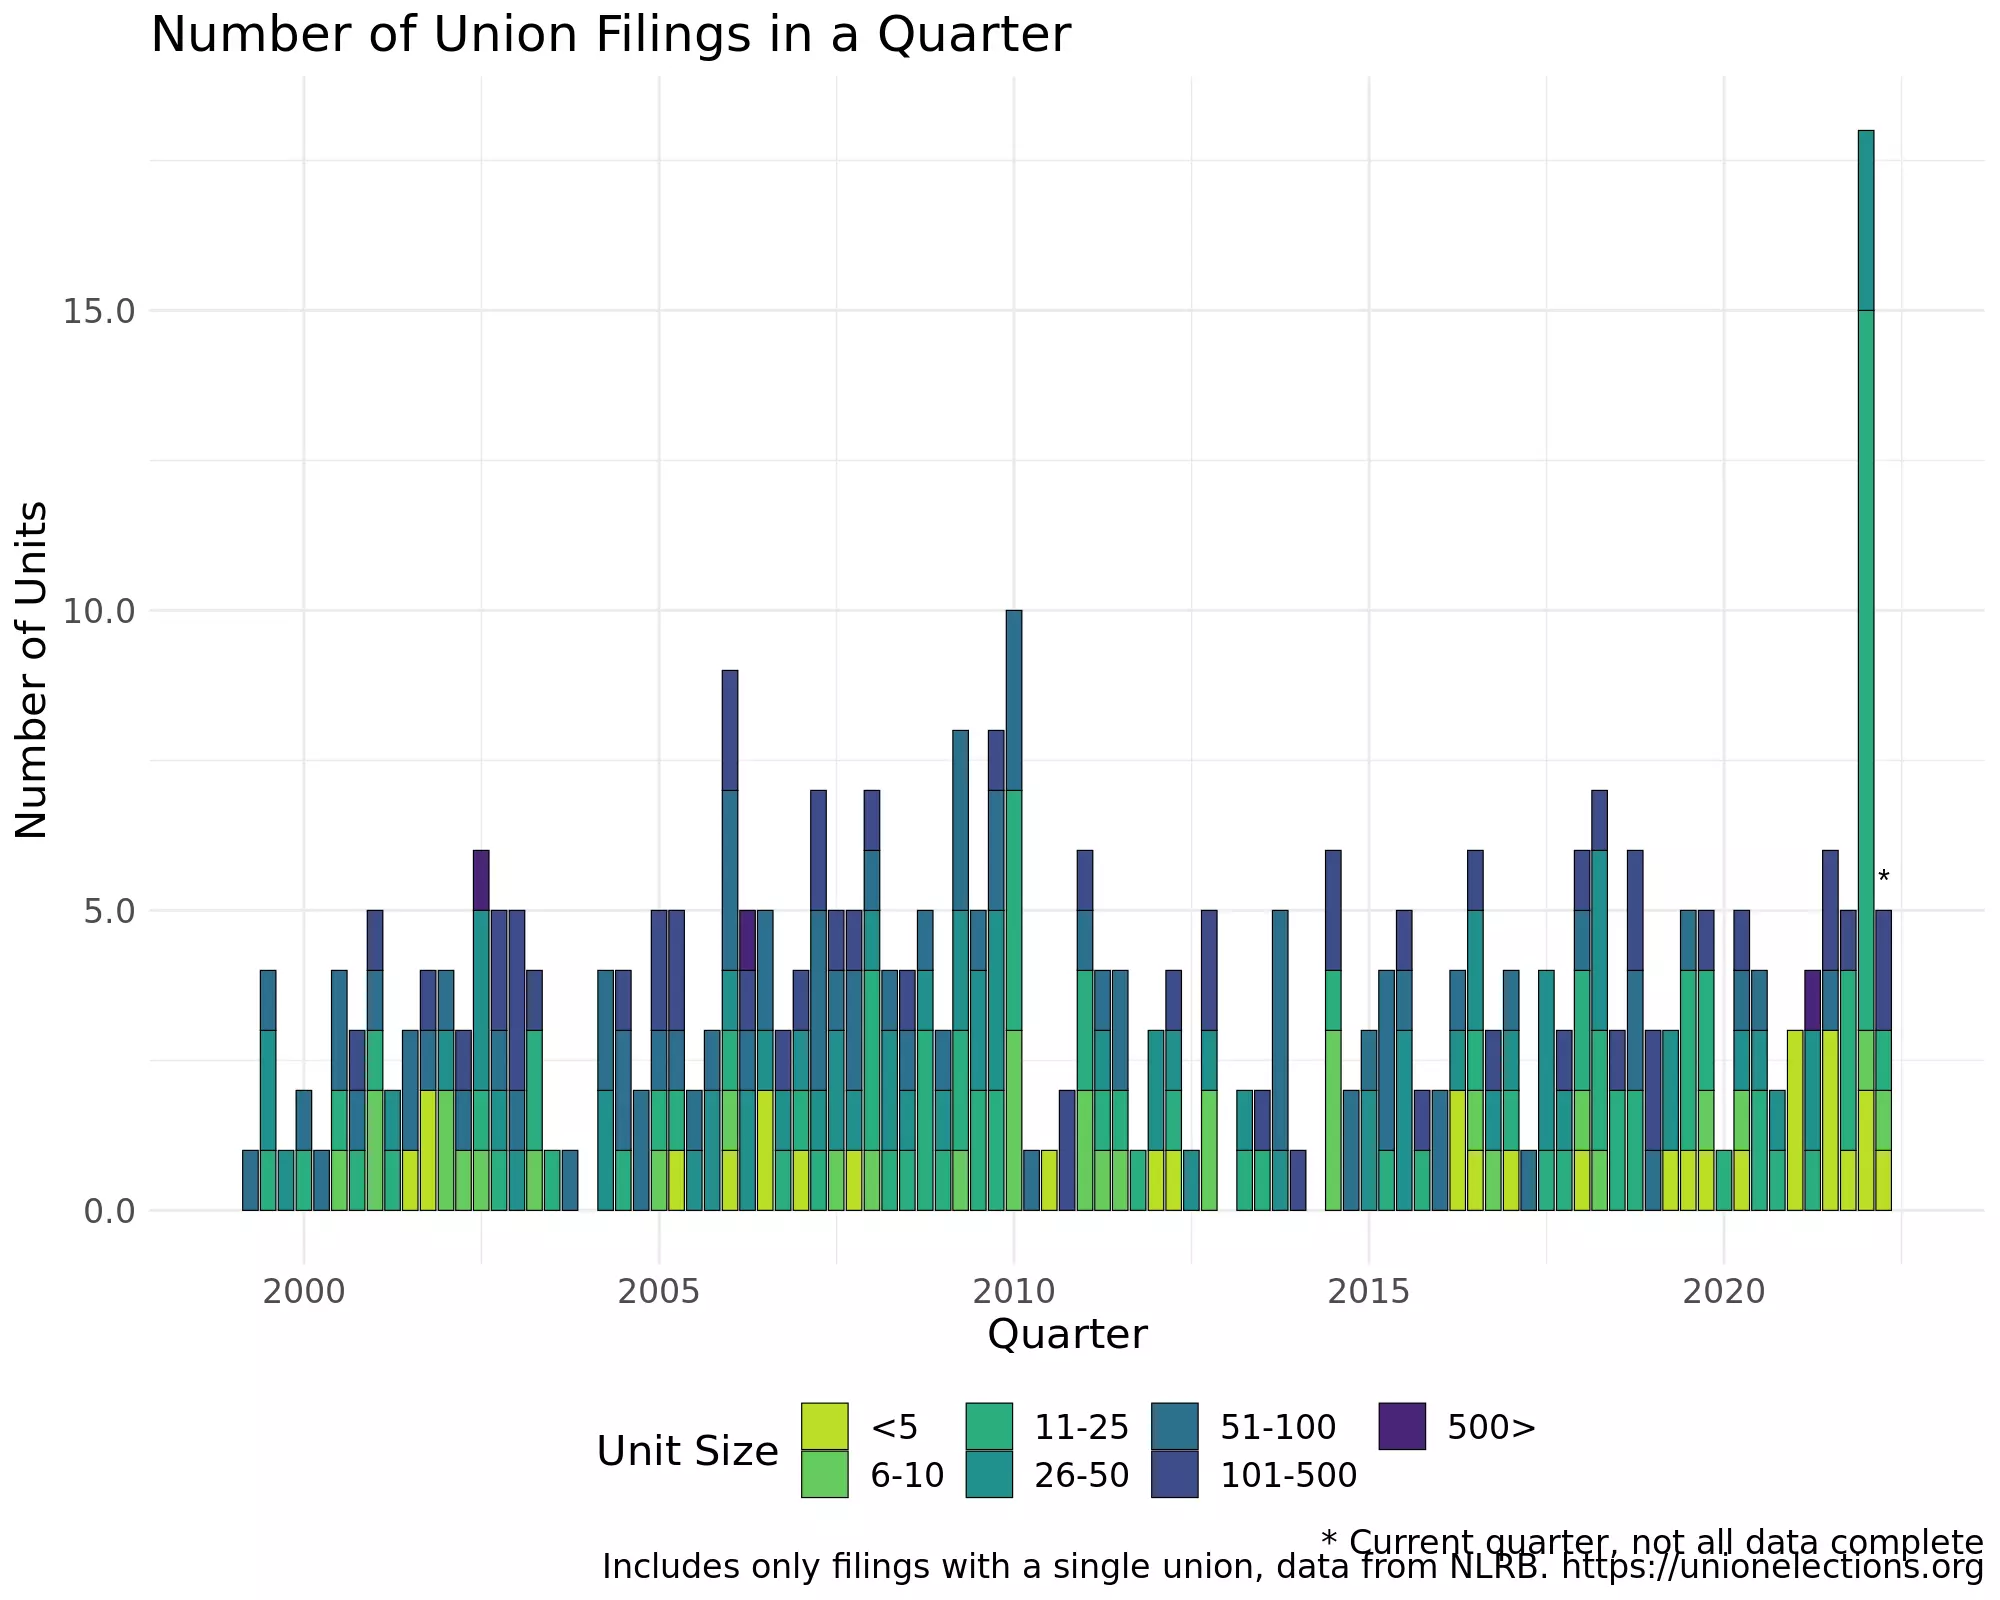 Number of Union Filings in a Quarter
Number of Units
15.0
10.0
5.0
0.0
*
2000 2005 2010 2015 2020
Quarter
Unit Size
<5 11-25 51-100 500>
6-10 26-50 101-500
* Current quarter, not all data complete
Includes only filings with a single union, data from NLRB. https://unionelections.org